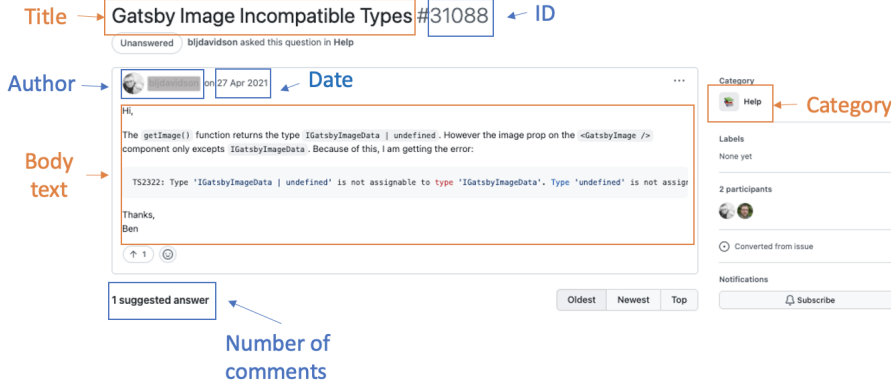 Title
Gatsby Image Incompatible Types #31088
ID
Unanswered bljdavidson asked this question in Help
Author
on 27 Apr 2021
Date
...
Category
Help
Category
Hi,
The getImage() function returns the type IGatsbyImageData | undefined. However the image prop on the <GatsbyImage />
component only excepts IGatsbyImageData. Because of this, I am getting the error:
Body
text
TS2322: Type 'IGatsbyImageData | undefined' is not assignable to type 'IGatsbyImageData'. Type 'undefined' is not assign
Thanks,
Ben
↑ 1
Labels
None yet
2 participants
Converted from issue
Notifications
Subscribe
1 suggested answer
Oldest Newest Top
Number of
comments